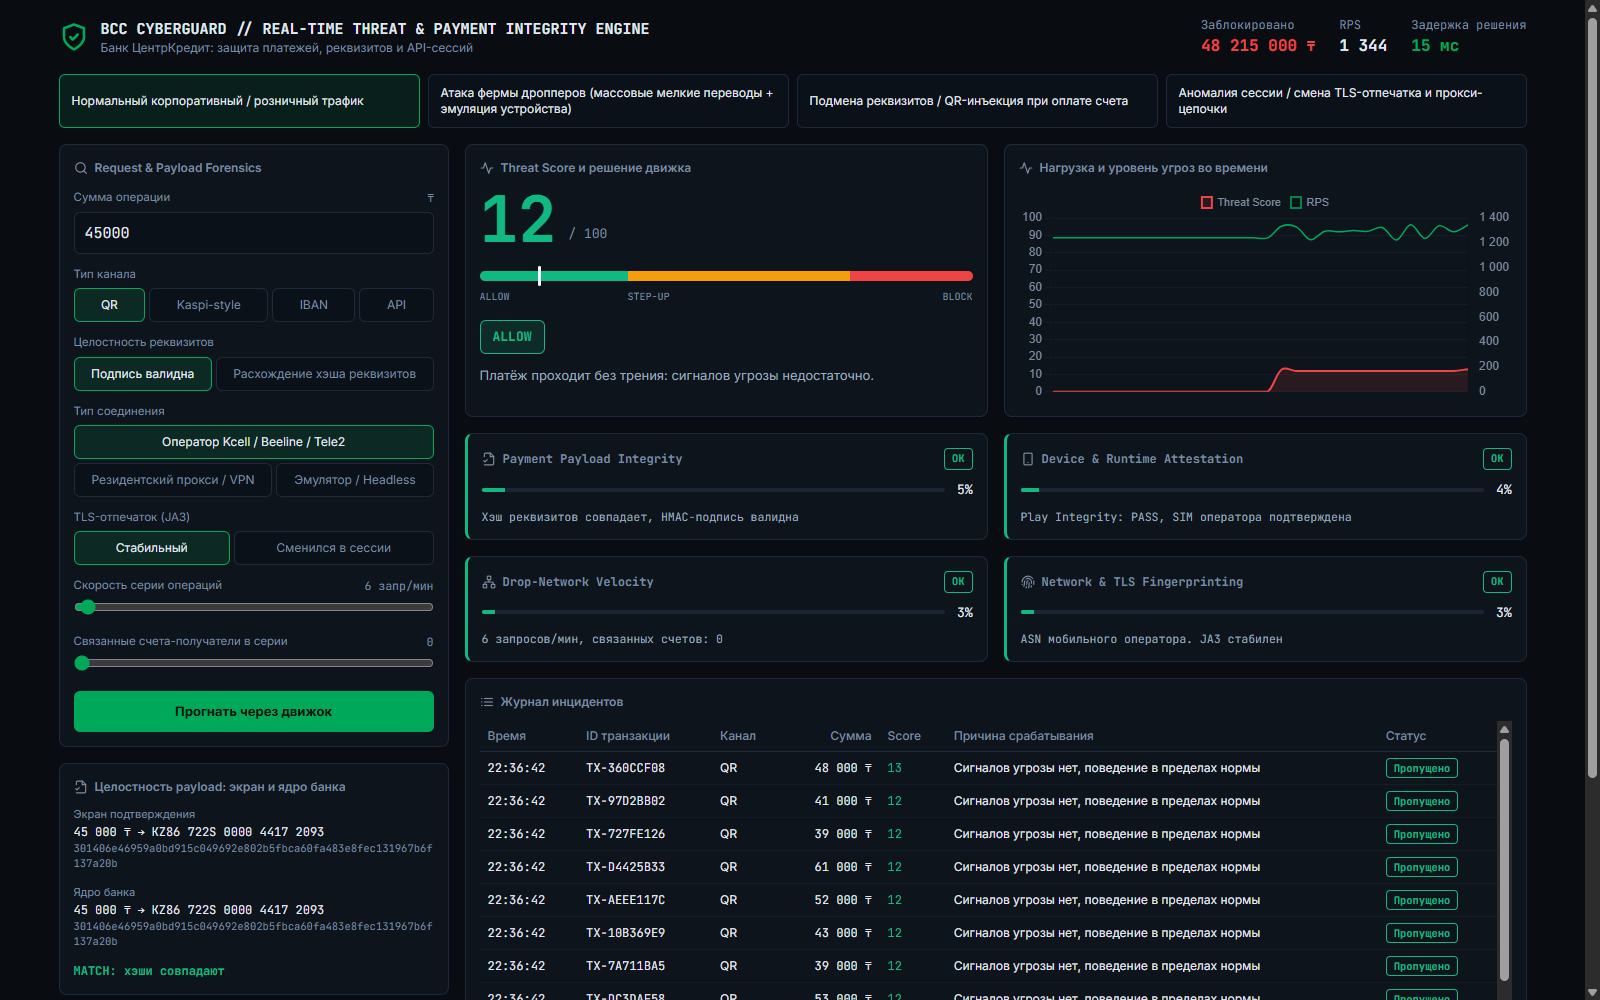 BCC CYBERGUARD // REAL-TIME THREAT & PAYMENT INTEGRITY ENGINE
Банк ЦентрКредит: защита платежей, реквизитов и API-сессий
Заблокировано
48 215 000 ₸
RPS
1 344
Задержка решения
15 мс
Нормальный корпоративный / розничный трафик
Атака фермы дропперов (массовые мелкие переводы +
эмуляция устройства)
Подмена реквизитов / QR-инъекция при оплате счета
Аномалия сессии / смена TLS-отпечатка и прокси-
цепочки
Request & Payload Forensics
Сумма операции ₸
45000
Тип канала
QR Kaspi-style IBAN API
Целостность реквизитов
Подпись валидна Расхождение хэша реквизитов
Тип соединения
Оператор Kcell / Beeline / Tele2
Резидентский прокси / VPN Эмулятор / Headless
TLS-отпечаток (JA3)
Стабильный Сменился в сессии
Скорость серии операций 6 запр/мин
Связанные счета-получатели в серии 0
Прогнать через движок
Целостность payload: экран и ядро банка
Экран подтверждения
45 000 ₸ → KZ86 722S 0000 4417 2093
301406e46959a0bd915c049692e802b5fbca60fa483e8fec131967b6f
137a20b
Ядро банка
45 000 ₸ → KZ86 722S 0000 4417 2093
301406e46959a0bd915c049692e802b5fbca60fa483e8fec131967b6f
137a20b
MATCH: хэши совпадают
Threat Score и решение движка
12 / 100
ALLOW STEP-UP BLOCK
ALLOW
Платёж проходит без трения: сигналов угрозы недостаточно.
Нагрузка и уровень угроз во времени
Threat Score RPS
100
90
80
70
60
50
40
30
20
10
0
1 400
1 200
1 000
800
600
400
200
0
Payment Payload Integrity OK
5%
Хэш реквизитов совпадает, HMAC-подпись валидна
Device & Runtime Attestation OK
4%
Play Integrity: PASS, SIM оператора подтверждена
Drop-Network Velocity OK
3%
6 запросов/мин, связанных счетов: 0
Network & TLS Fingerprinting OK
3%
ASN мобильного оператора. JA3 стабилен
Журнал инцидентов
Время ID транзакции Канал Сумма Score Причина срабатывания Статус
22:36:42 TX-360CCF08 QR 48 000 ₸ 13 Сигналов угрозы нет, поведение в пределах нормы Пропущено
22:36:42 TX-97D2BB02 QR 41 000 ₸ 12 Сигналов угрозы нет, поведение в пределах нормы Пропущено
22:36:42 TX-727FE126 QR 39 000 ₸ 12 Сигналов угрозы нет, поведение в пределах нормы Пропущено
22:36:42 TX-D4425B33 QR 61 000 ₸ 12 Сигналов угрозы нет, поведение в пределах нормы Пропущено
22:36:42 TX-AEEE117C QR 52 000 ₸ 12 Сигналов угрозы нет, поведение в пределах нормы Пропущено
22:36:42 TX-10B369E9 QR 43 000 ₸ 12 Сигналов угрозы нет, поведение в пределах нормы Пропущено
22:36:42 TX-7A711BA5 QR 39 000 ₸ 12 Сигналов угрозы нет, поведение в пределах нормы Пропущено
22:36:42 TX-DC3DAF58 QR 53 000 ₸ 12 Сигналов угрозы нет, поведение в пределах нормы Пропущено